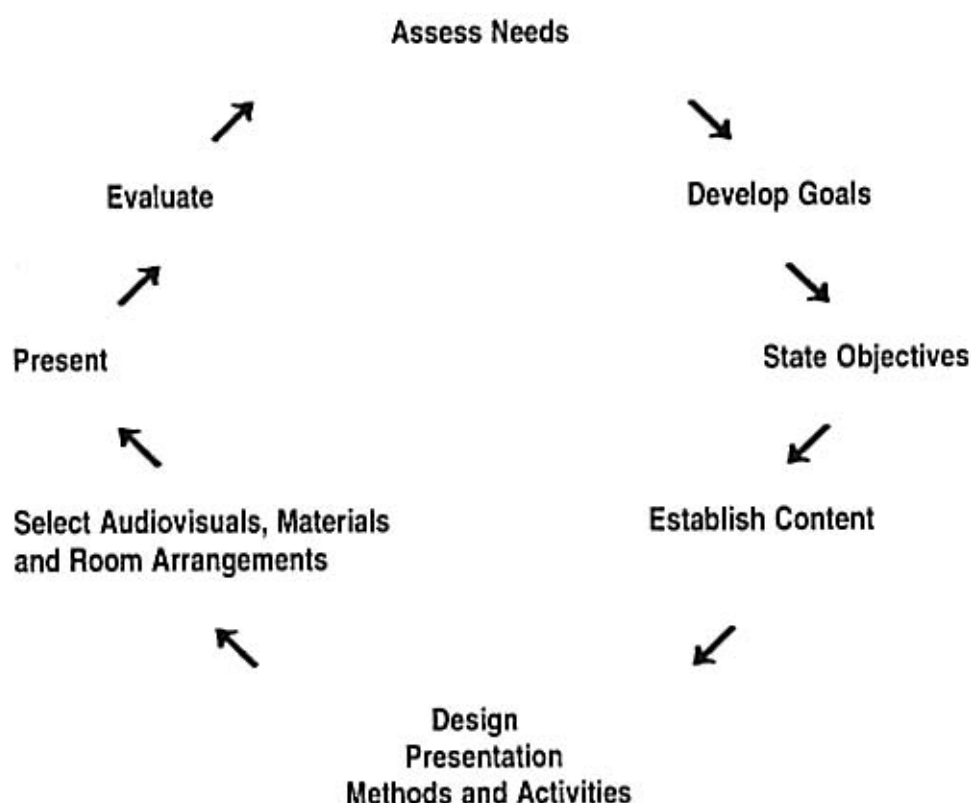 Assess Needs
Evaluate
Develop Goals
Present
State Objectives
Select Audiovisuals, Materials
and Room Arrangements
Establish Content
Design
Presentation
Methods and Activities